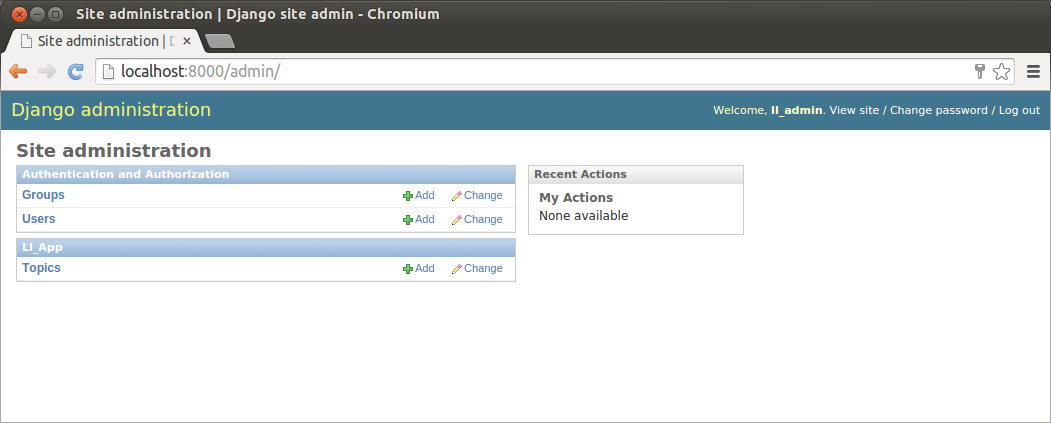 Site administration | Django site admin - Chromium
Site administration | D
localhost:8000/admin/
Django administration
Welcome, ll_admin. View site / Change password / Log out
Site administration
Authentication and Authorization
Groups Add Change
Users Add Change
Ll_App
Topics Add Change
Recent Actions
My Actions
None available